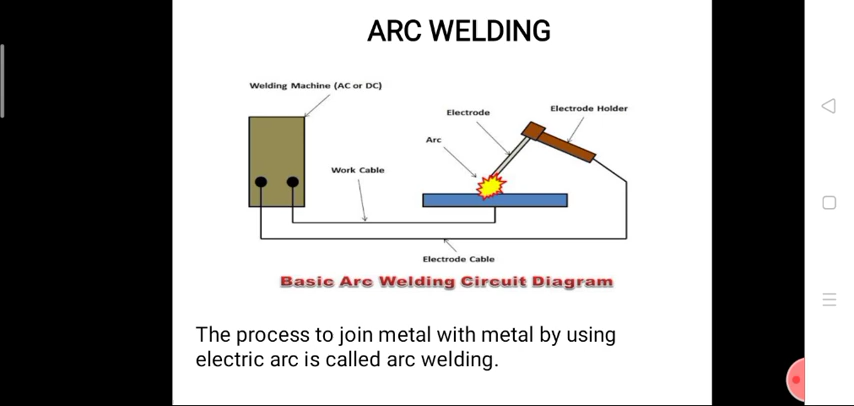 ARC WELDING
Welding Machine (AC or DC)
Electrode
Electrode Holder
Arc
Work Cable
Electrode Cable
Basic Arc Welding Circuit Diagram
The process to join metal with metal by using
electric arc is called arc welding.